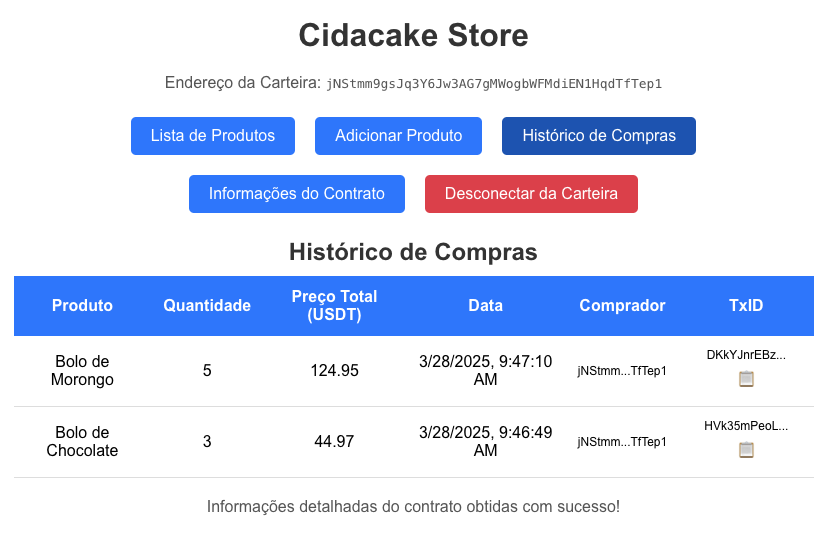 Cidacake Store
Endereço da Carteira: jNStmm9gsJq3Y6Jw3AG7gMWogbWFMdiEN1HqdTfTep1
Lista de Produtos
Adicionar Produto
Histórico de Compras
Informações do Contrato
Desconectar da Carteira
Histórico de Compras
Produto
Quantidade
Preço Total
(USDT)
Data
Comprador
TxID
Bolo de
Morongo
5
124.95
3/28/2025, 9:47:10
AM
jNStmm...TfTep1
DKkYJnrEBz...
Bolo de
Chocolate
3
44.97
3/28/2025, 9:46:49
AM
jNStmm...TfTep1
HVk35mPeoL...
Informações detalhadas do contrato obtidas com sucesso!